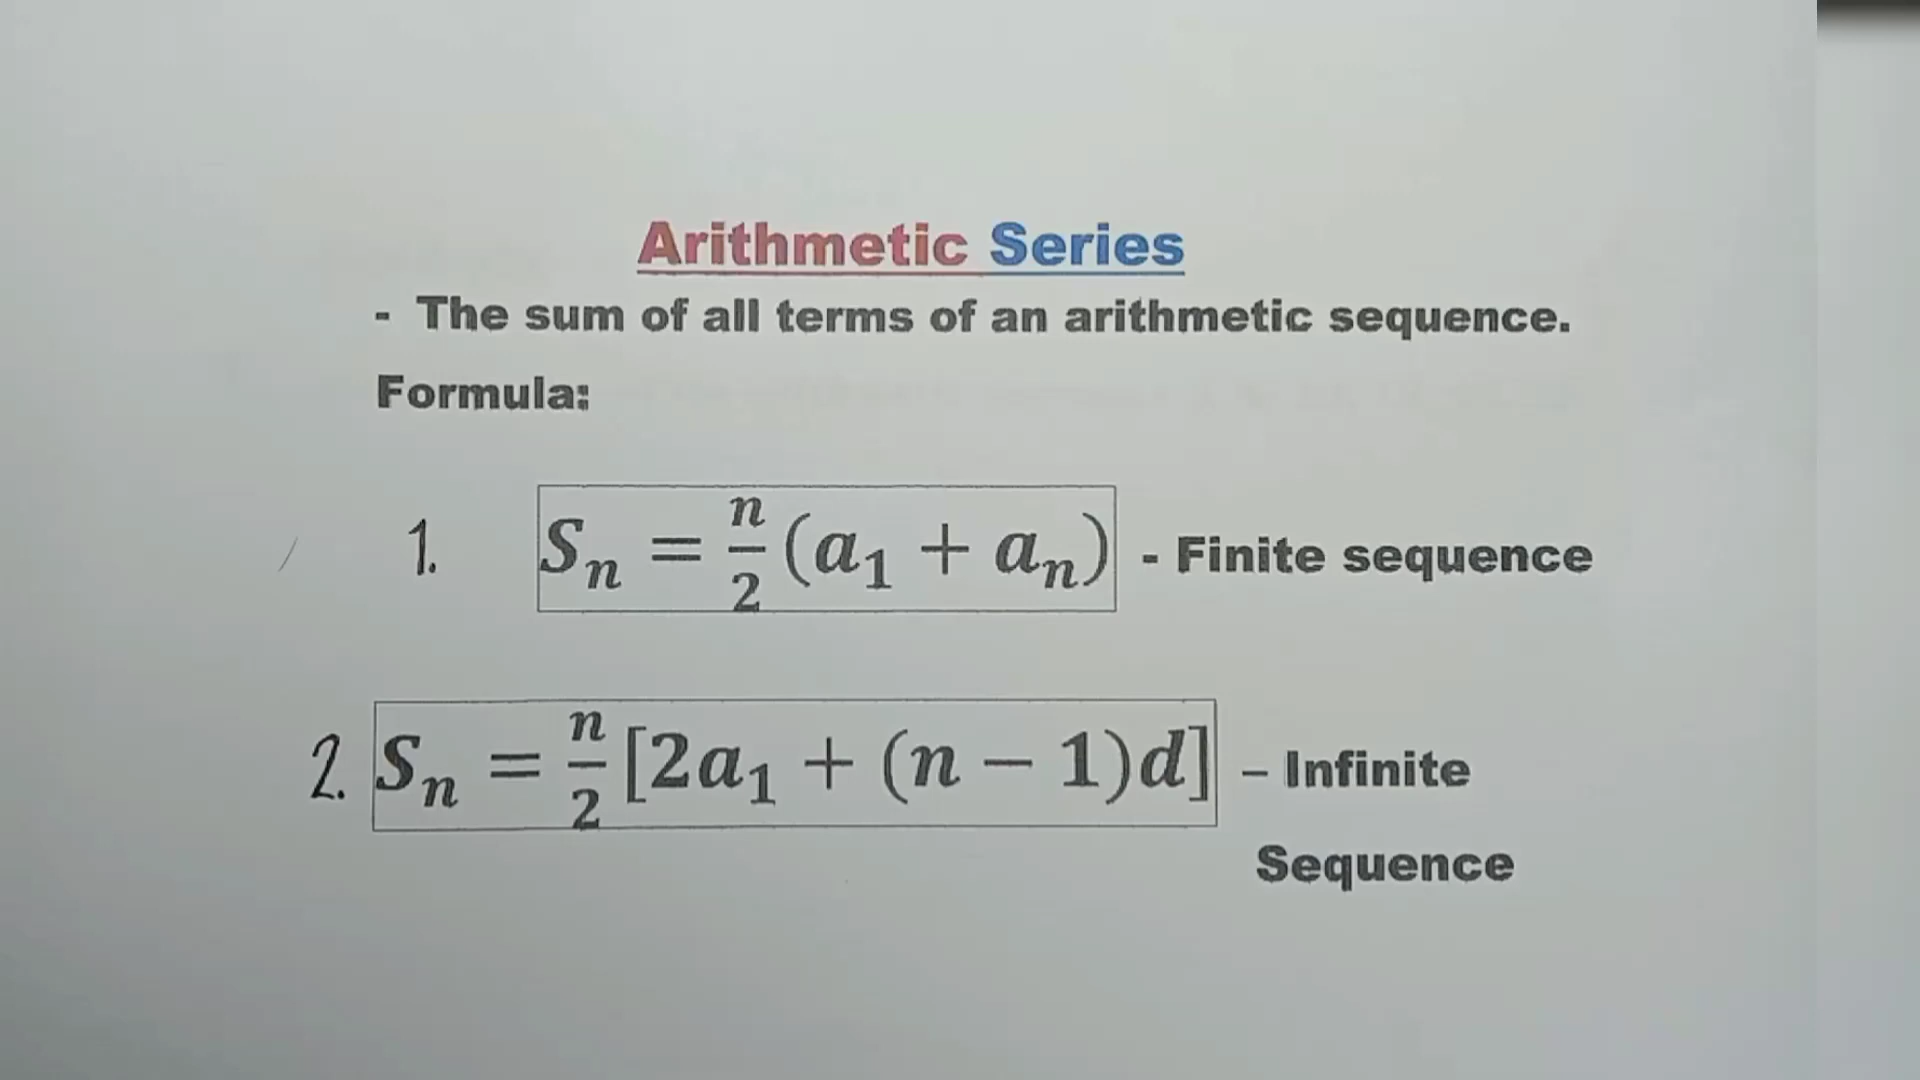 Arithmetic Series
- The sum of all terms of an arithmetic sequence.
Formula:
1. Sₙ = n/2 (a₁ + aₙ) - Finite sequence
2. Sₙ = n/2 [2a₁ + (n − 1)d] – Infinite
Sequence